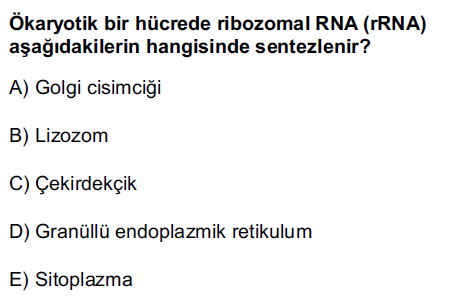 Ökaryotik bir hücrede ribozomal RNA (rRNA)
aşağıdakilerin hangisinde sentezlenir?
A) Golgi cisimciği
B) Lizozom
C) Çekirdekçik
D) Granüllü endoplazmik retikulum
E) Sitoplazma